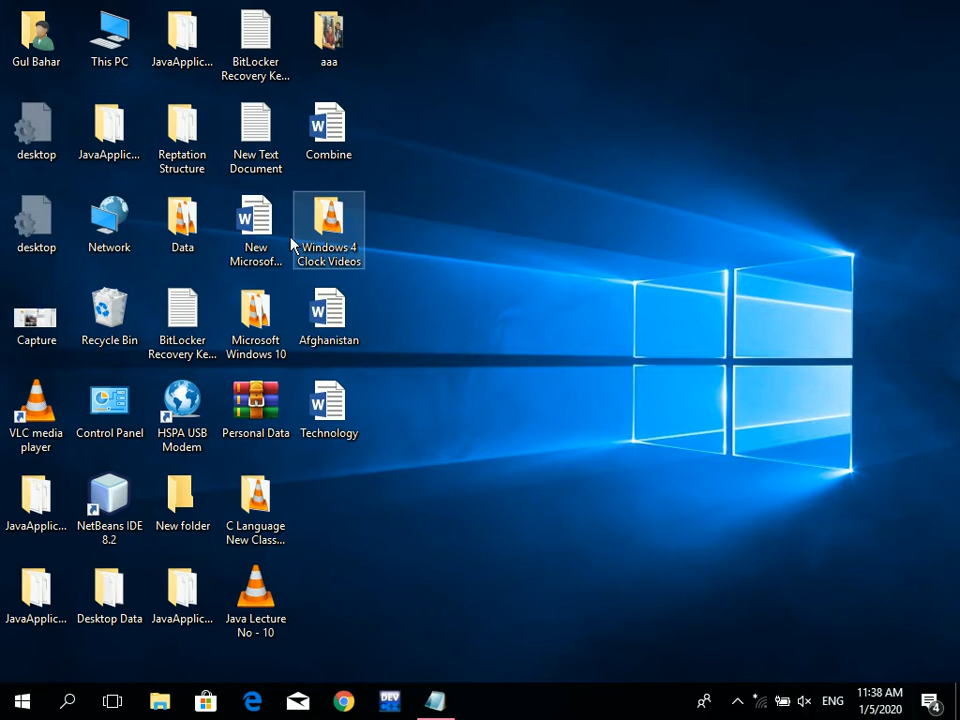 Gul Bahar
This PC
JavaApplic...
BitLocker
Recovery Ke...
aaa
desktop
JavaApplic...
Reptation
Structure
New Text
Document
Combine
desktop
Network
Data
New
Microsof...
Windows 4
Clock Videos
Capture
Recycle Bin
BitLocker
Recovery Ke...
Microsoft
Windows 10
Afghanistan
VLC media
player
Control Panel
HSPA USB
Modem
Personal Data
Technology
JavaApplic...
NetBeans IDE
8.2
New folder
C Language
New Class...
JavaApplic...
Desktop Data
JavaApplic...
Java Lecture
No - 10
DEV
ENG
11:38 AM
1/5/2020
4